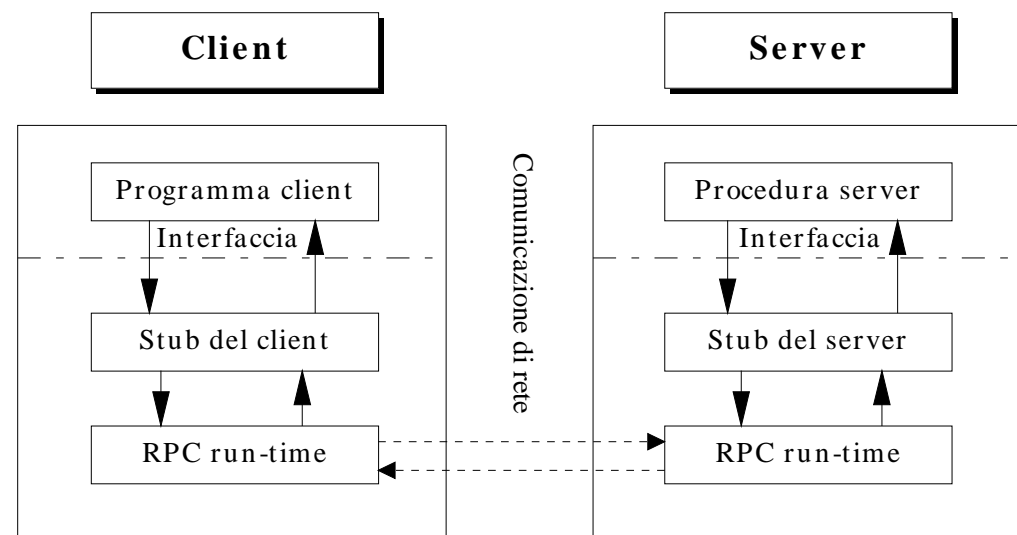 Client
Server
Programma client
Interfaccia
Stub del client
RPC run-time
Comunicazione di rete
Procedura server
Interfaccia
Stub del server
RPC run-time